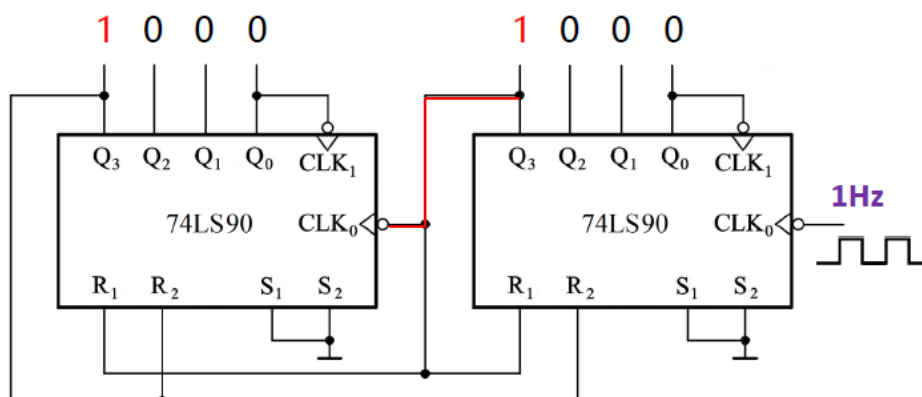 1 0 0 0 1 0 0 0
Q₃ Q₂ Q₁ Q₀ CLK₁ Q₃ Q₂ Q₁ Q₀ CLK₁
74LS90 CLK₀ 74LS90 CLK₀ 1Hz
R₁ R₂ S₁ S₂ R₁ R₂ S₁ S₂